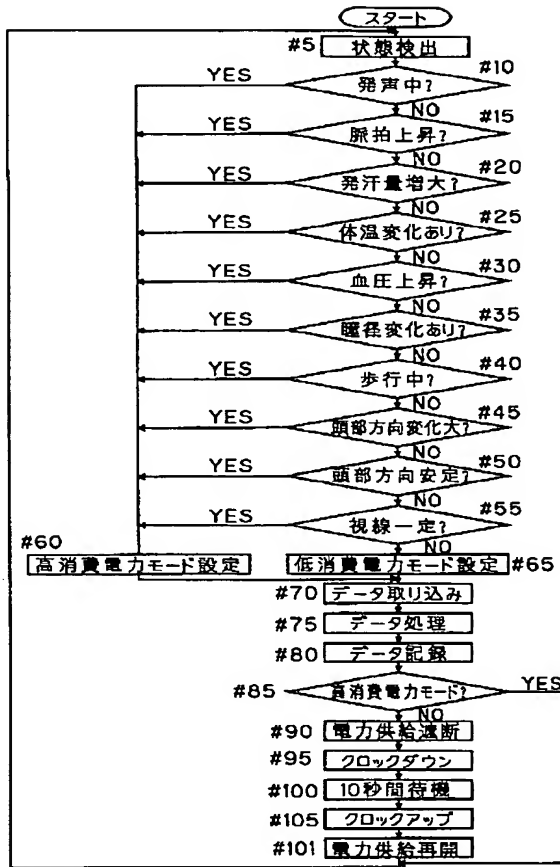 スタート
#5 状態検出
#10
YES 発声中?
NO #15
YES 脈拍上昇?
NO #20
YES 発汗量増大?
NO #25
YES 体温変化あり?
NO #30
YES 血圧上昇?
NO #35
YES 瞳径変化あり?
NO #40
YES 歩行中?
NO #45
YES 頭部方向変化大?
NO #50
YES 頭部方向安定?
NO #55
YES 視線一定?
#60 NO
高消費電力モード設定 低消費電力モード設定 #65
#70 データ取り込み
#75 データ処理
#80 データ記録
#85 高消費電力モード? YES
NO
#90 電力供給遮断
#95 クロックダウン
#100 10秒間待機
#105 クロックアップ
#101 電力供給再開